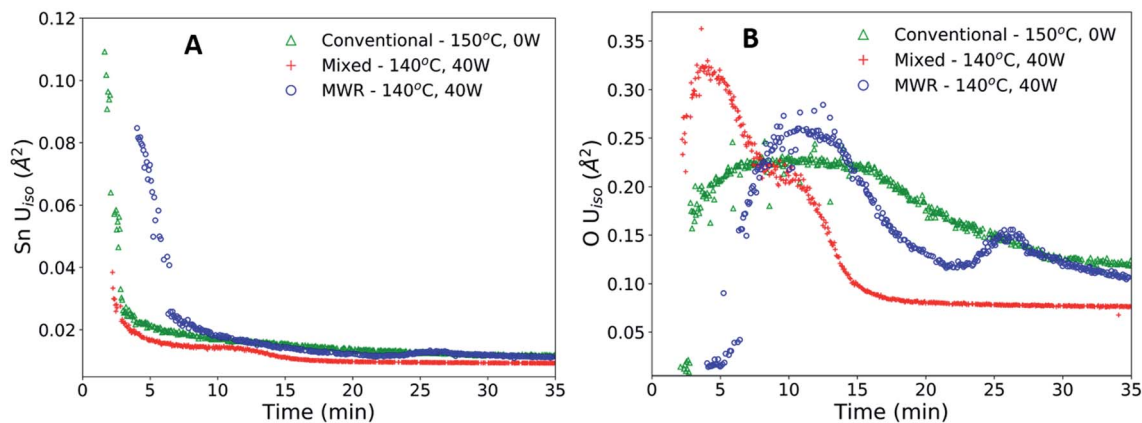 A
Conventional - 150°C, 0W
Mixed - 140°C, 40W
MWR - 140°C, 40W
0.12
0.10
0.08
0.06
0.04
0.02
Sn U_iso (Å²)
0 5 10 15 20 25 30 35
Time (min)
B
Conventional - 150°C, 0W
Mixed - 140°C, 40W
MWR - 140°C, 40W
0.35
0.30
0.25
0.20
0.15
0.10
0.05
O U_iso (Å²)
0 5 10 15 20 25 30 35
Time (min)